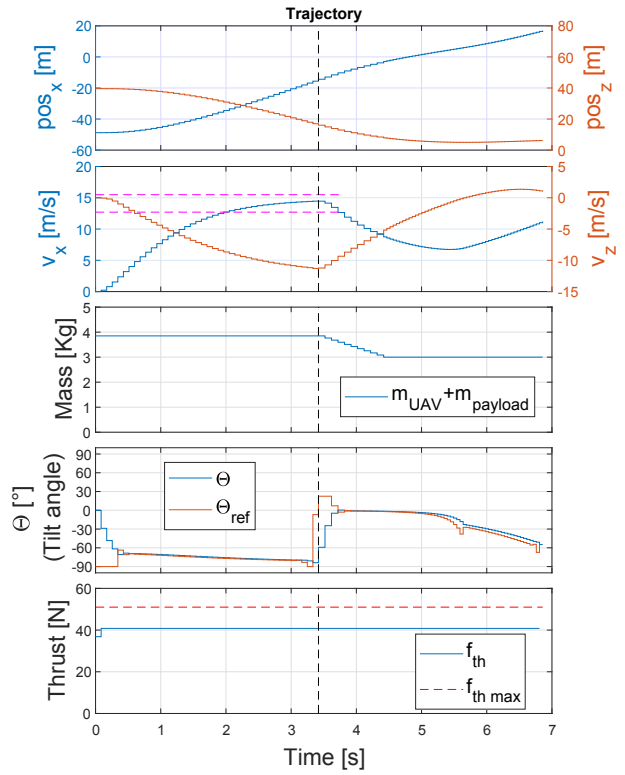 Trajectory
20
0
-20
-40
-60
pos_x [m]
80
60
40
20
0
pos_z [m]
20
15
10
5
0
v_x [m/s]
5
0
-5
-10
-15
v_z [m/s]
5
4
3
2
1
0
Mass [Kg]
m_UAV+m_payload
90
60
30
0
-30
-60
-90
Θ [°]
(Tilt angle)
Θ
Θ_ref
60
40
20
0
Thrust [N]
f_th
f_th max
0 1 2 3 4 5 6 7
Time [s]